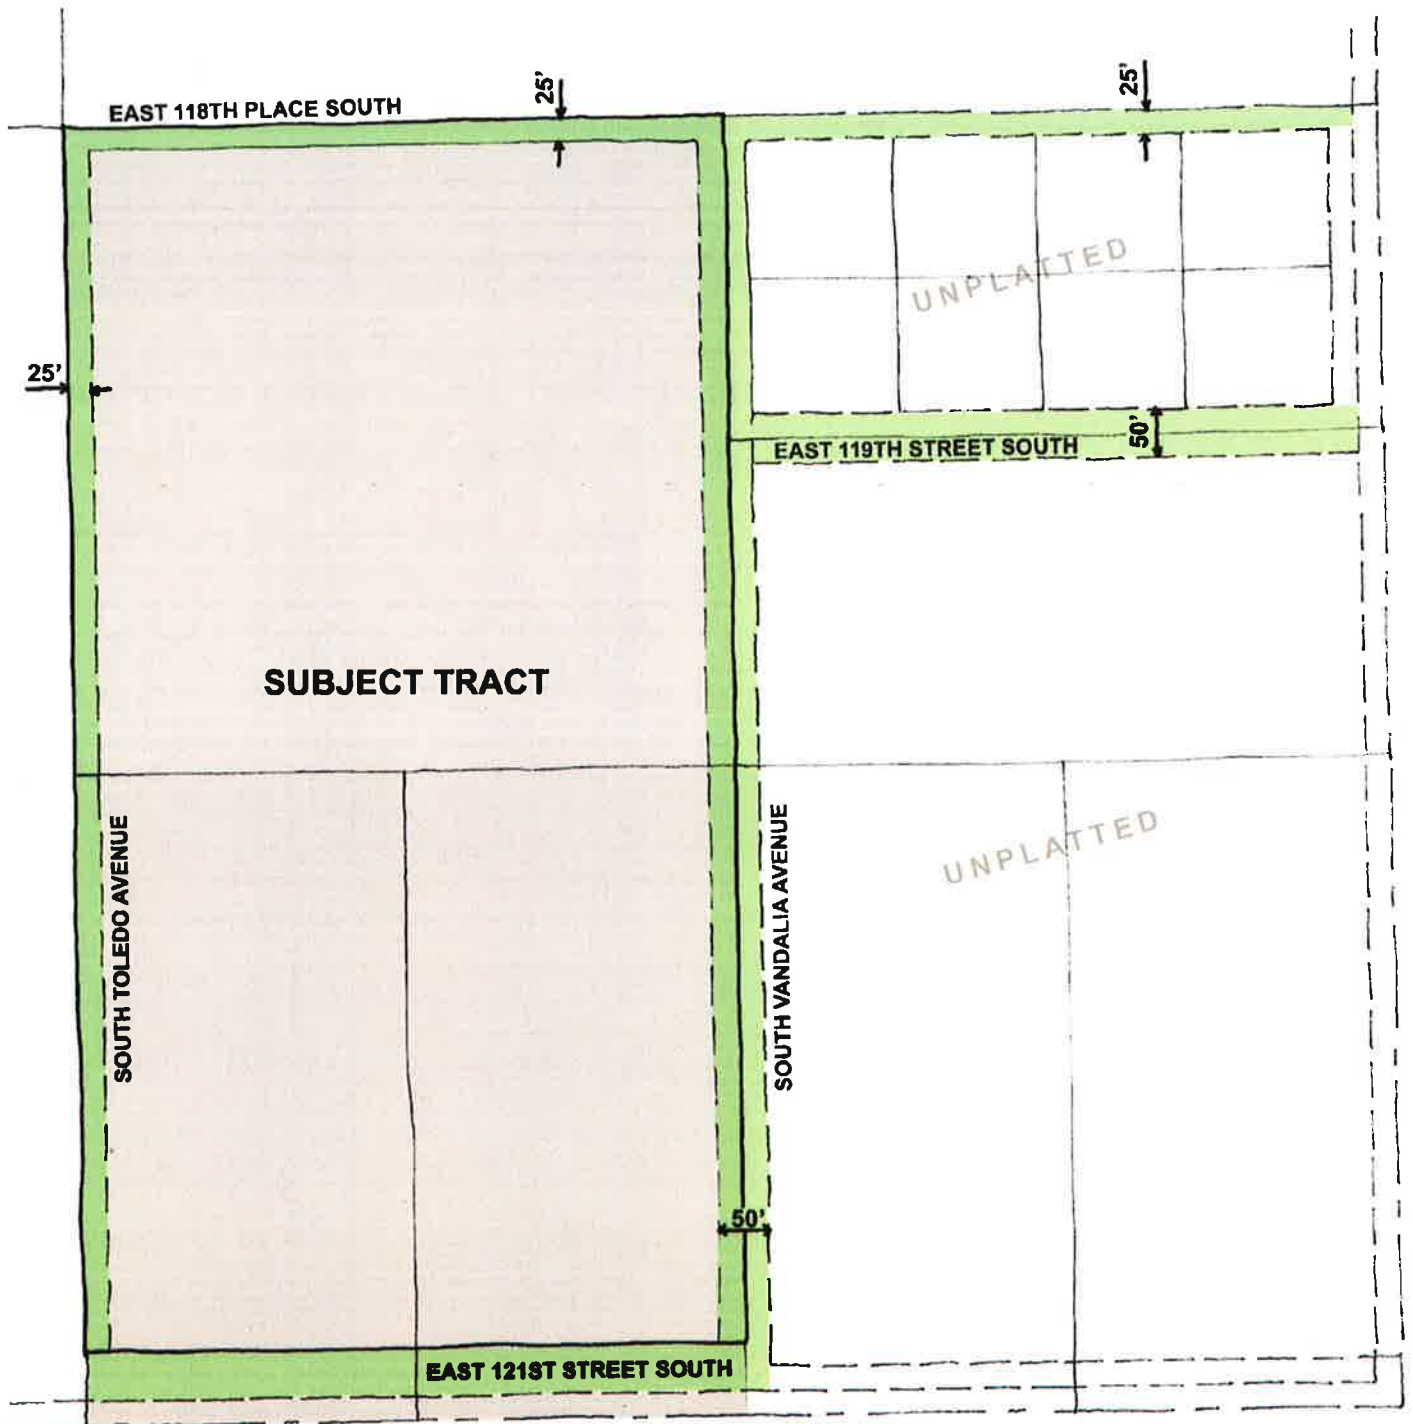 25'
25'
EAST 118TH PLACE SOUTH
UNPLATTED
25'
50'
EAST 119TH STREET SOUTH
SUBJECT TRACT
SOUTH TOLEDO AVENUE
SOUTH VANDALIA AVENUE
UNPLATTED
50'
EAST 121ST STREET SOUTH